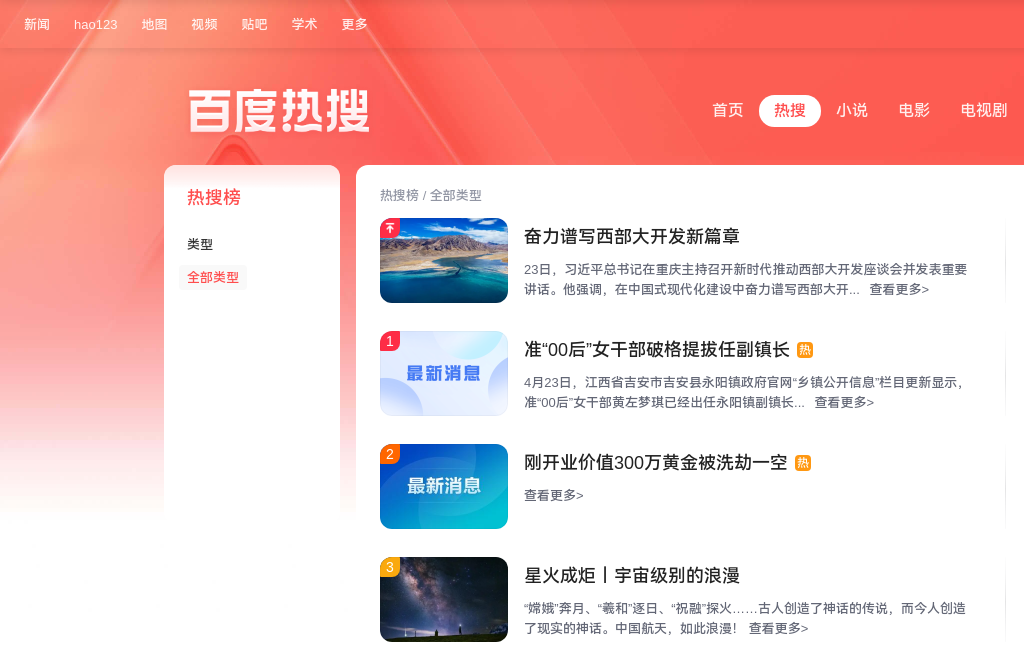 新闻 hao123 地图 视频 贴吧 学术 更多
百度热搜
首页 热搜 小说 电影 电视剧
热搜榜
类型
全部类型
热搜榜 / 全部类型
奋力谱写西部大开发新篇章
23日，习近平总书记在重庆主持召开新时代推动西部大开发座谈会并发表重要
讲话。他强调，在中国式现代化建设中奋力谱写西部大开... 查看更多>
1
最新消息
准“00后”女干部破格提拔任副镇长 热
4月23日，江西省吉安市吉安县永阳镇政府官网“乡镇公开信息”栏目更新显示，
准“00后”女干部黄左梦琪已经出任永阳镇副镇长... 查看更多>
2
最新消息
刚开业价值300万黄金被洗劫一空 热
查看更多>
3
星火成炬丨宇宙级别的浪漫
“嫦娥”奔月、“羲和”逐日、“祝融”探火……古人创造了神话的传说，而今人创造
了现实的神话。中国航天，如此浪漫！ 查看更多>